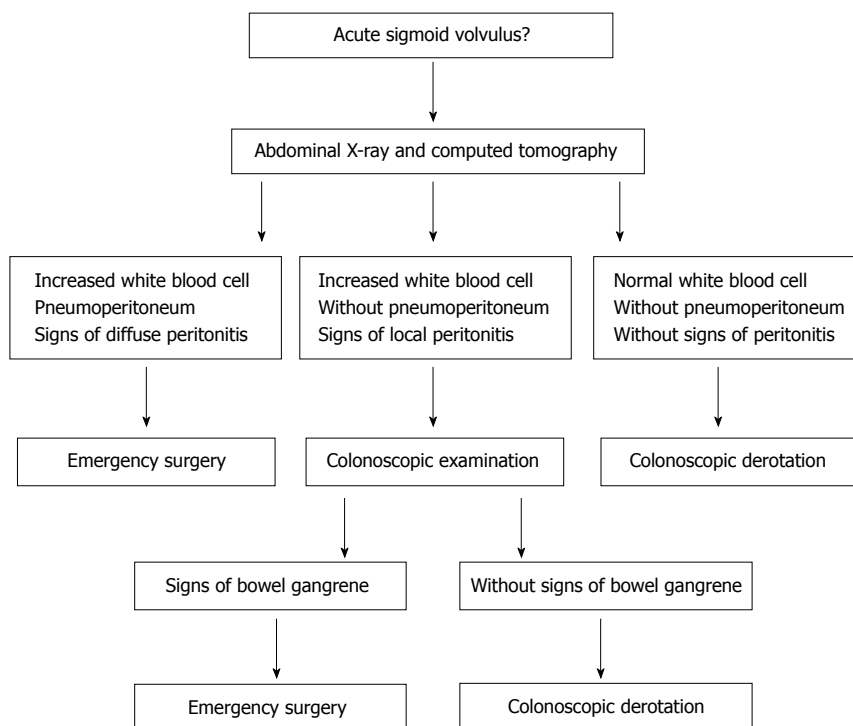 Acute sigmoid volvulus?
Abdominal X-ray and computed tomography
Increased white blood cell
Pneumoperitoneum
Signs of diffuse peritonitis
Increased white blood cell
Without pneumoperitoneum
Signs of local peritonitis
Normal white blood cell
Without pneumoperitoneum
Without signs of peritonitis
Emergency surgery
Colonoscopic examination
Colonoscopic derotation
Signs of bowel gangrene
Without signs of bowel gangrene
Emergency surgery
Colonoscopic derotation